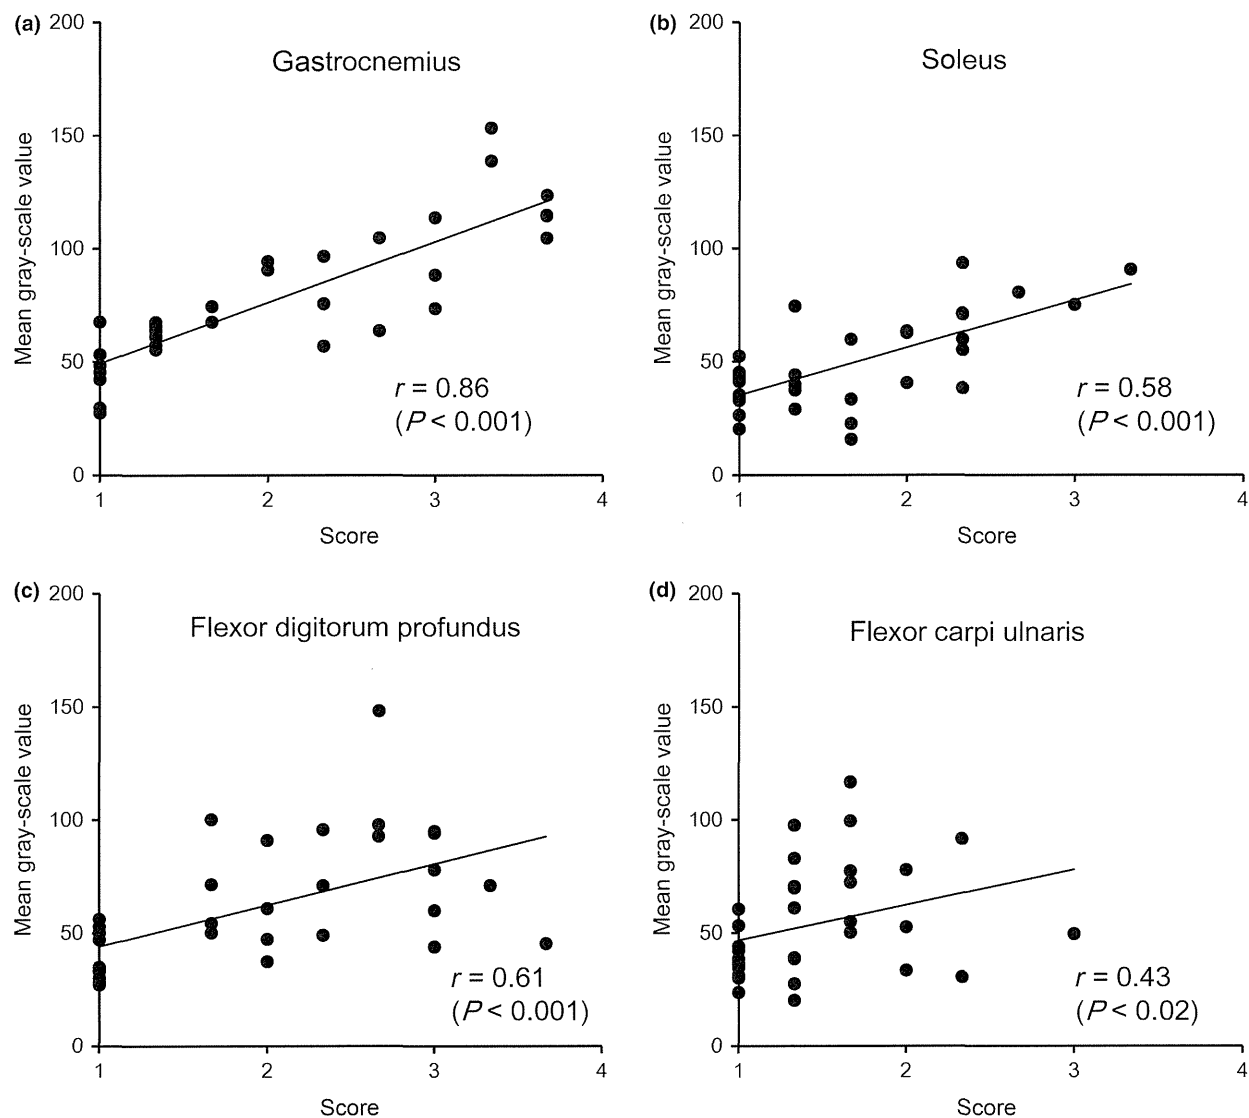 (a)
Gastrocnemius
Mean gray-scale value
200
150
100
50
0
1 2 3 4
Score
r = 0.86
(P < 0.001)
(b)
Soleus
Mean gray-scale value
200
150
100
50
0
1 2 3 4
Score
r = 0.58
(P < 0.001)
(c)
Flexor digitorum profundus
Mean gray-scale value
200
150
100
50
0
1 2 3 4
Score
r = 0.61
(P < 0.001)
(d)
Flexor carpi ulnaris
Mean gray-scale value
200
150
100
50
0
1 2 3 4
Score
r = 0.43
(P < 0.02)